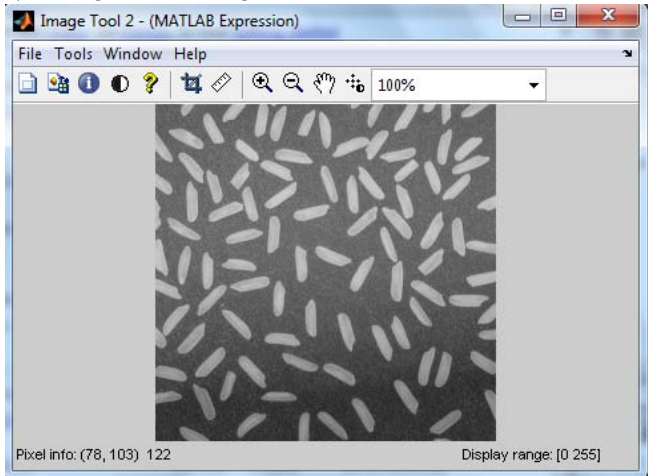 Image Tool 2 - (MATLAB Expression)
File Tools Window Help
100%
Pixel info: (78, 103) 122
Display range: [0 255]